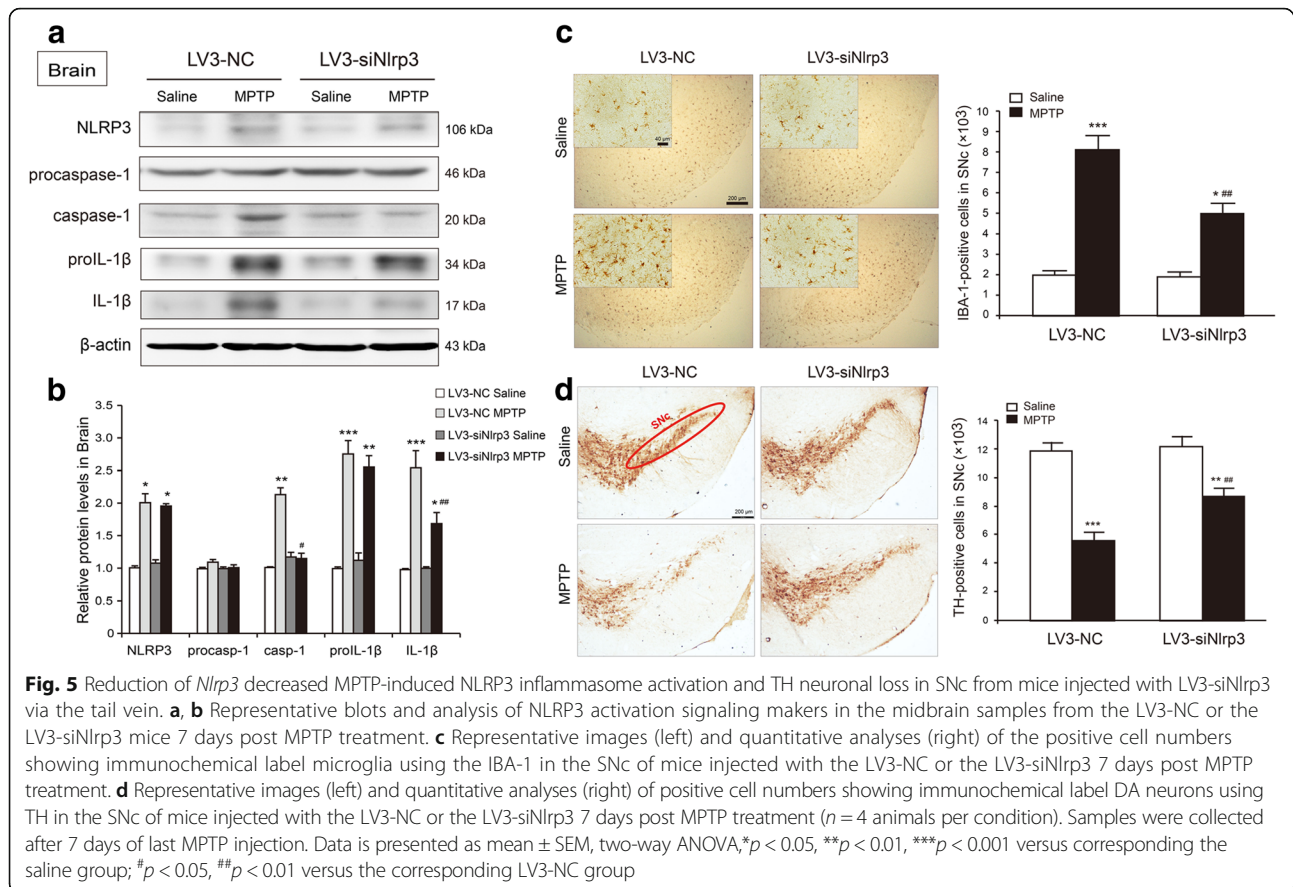 a
Brain
LV3-NC LV3-siNlrp3
Saline MPTP Saline MPTP
NLRP3 106 kDa
procaspase-1 46 kDa
caspase-1 20 kDa
proIL-1β 34 kDa
IL-1β 17 kDa
β-actin 43 kDa
b
Relative protein levels in Brain
3.5
3.0
2.5
2.0
1.5
1.0
0.5
0.0
LV3-NC Saline
LV3-NC MPTP
LV3-siNlrp3 Saline
LV3-siNlrp3 MPTP
* * ** # *** ** *** * ##
NLRP3 procasp-1 casp-1 proIL-1β IL-1β
c
LV3-NC LV3-siNlrp3
Saline
40 µm
200 µm
MPTP
IBA-1-positive cells in SNc (×103)
10
9
8
7
6
5
4
3
2
1
0
Saline
MPTP
***
* ##
LV3-NC LV3-siNlrp3
d
LV3-NC LV3-siNlrp3
Saline
SNc
200 µm
MPTP
TH-positive cells in SNc (×103)
14
12
10
8
6
4
2
0
Saline
MPTP
***
** ##
LV3-NC LV3-siNlrp3
Fig. 5 Reduction of Nlrp3 decreased MPTP-induced NLRP3 inflammasome activation and TH neuronal loss in SNc from mice injected with LV3-siNlrp3
via the tail vein. a, b Representative blots and analysis of NLRP3 activation signaling makers in the midbrain samples from the LV3-NC or the
LV3-siNlrp3 mice 7 days post MPTP treatment. c Representative images (left) and quantitative analyses (right) of the positive cell numbers
showing immunochemical label microglia using the IBA-1 in the SNc of mice injected with the LV3-NC or the LV3-siNlrp3 7 days post MPTP
treatment. d Representative images (left) and quantitative analyses (right) of positive cell numbers showing immunochemical label DA neurons using
TH in the SNc of mice injected with the LV3-NC or the LV3-siNlrp3 7 days post MPTP treatment (n = 4 animals per condition). Samples were collected
after 7 days of last MPTP injection. Data is presented as mean ± SEM, two-way ANOVA,*p < 0.05, **p < 0.01, ***p < 0.001 versus corresponding the
saline group; #p < 0.05, ##p < 0.01 versus the corresponding LV3-NC group